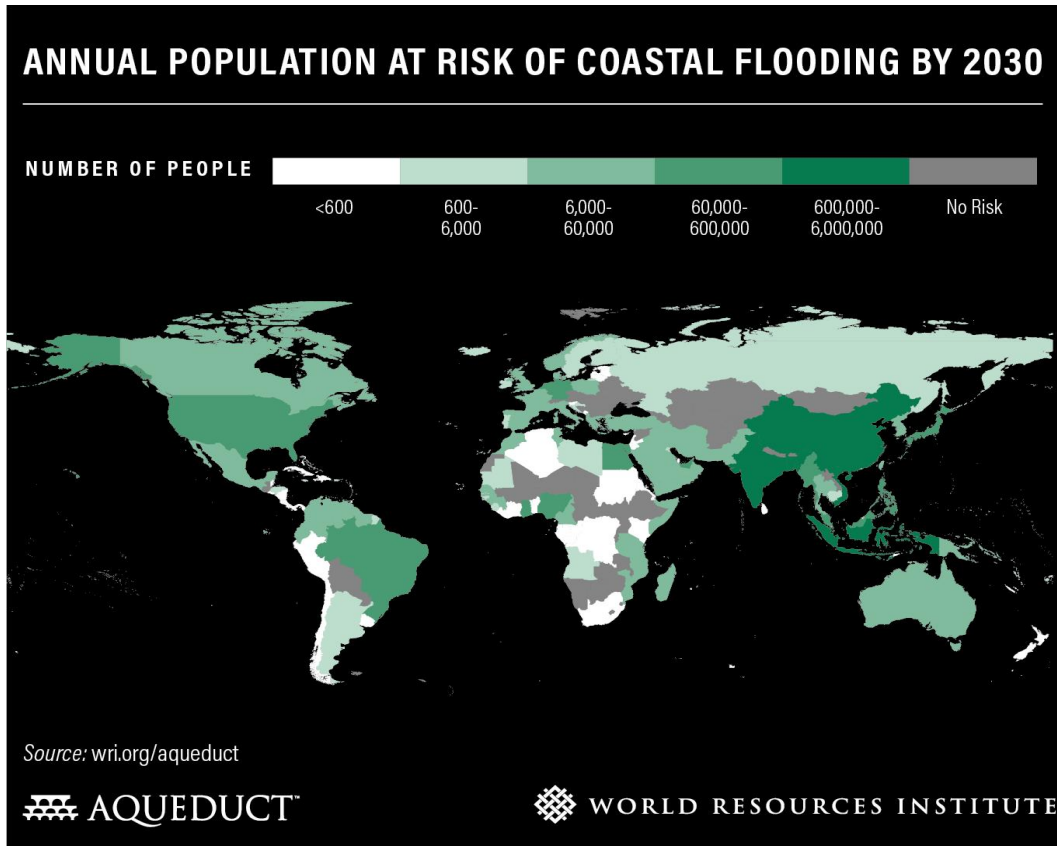 ANNUAL POPULATION AT RISK OF COASTAL FLOODING BY 2030
NUMBER OF PEOPLE
<600
600-
6,000
6,000-
60,000
60,000-
600,000
600,000-
6,000,000
No Risk
Source: wri.org/aqueduct
AQUEDUCT™
WORLD RESOURCES INSTITUTE